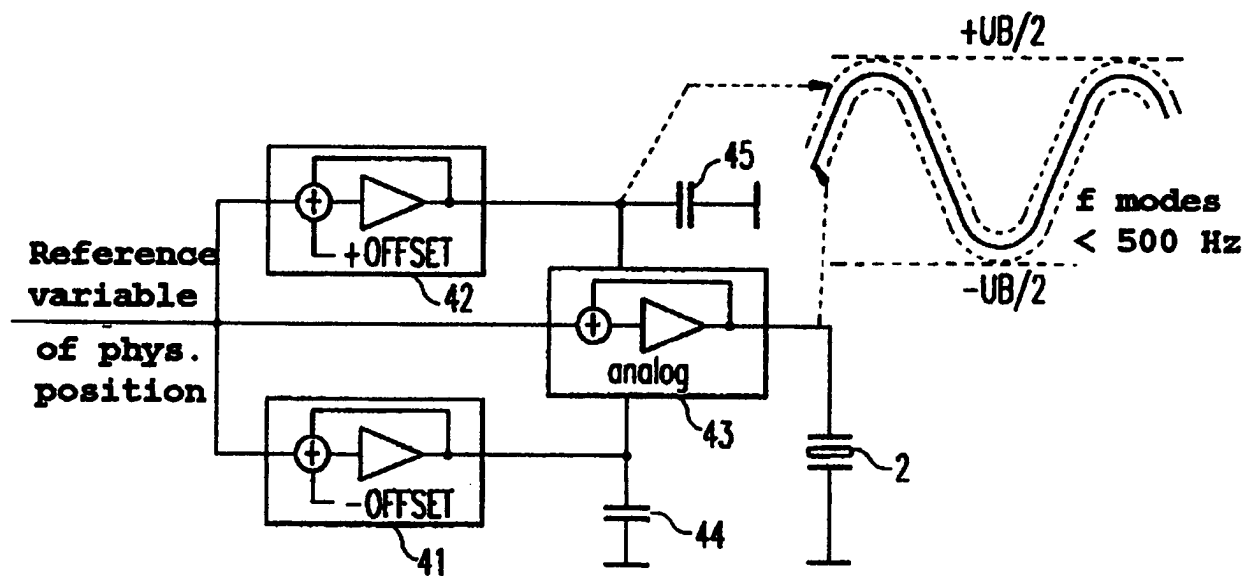 +UB/2
45
f modes
< 500 Hz
-UB/2
+OFFSET
42
Reference
variable
of phys.
position
analog
43
-OFFSET
41
44
2